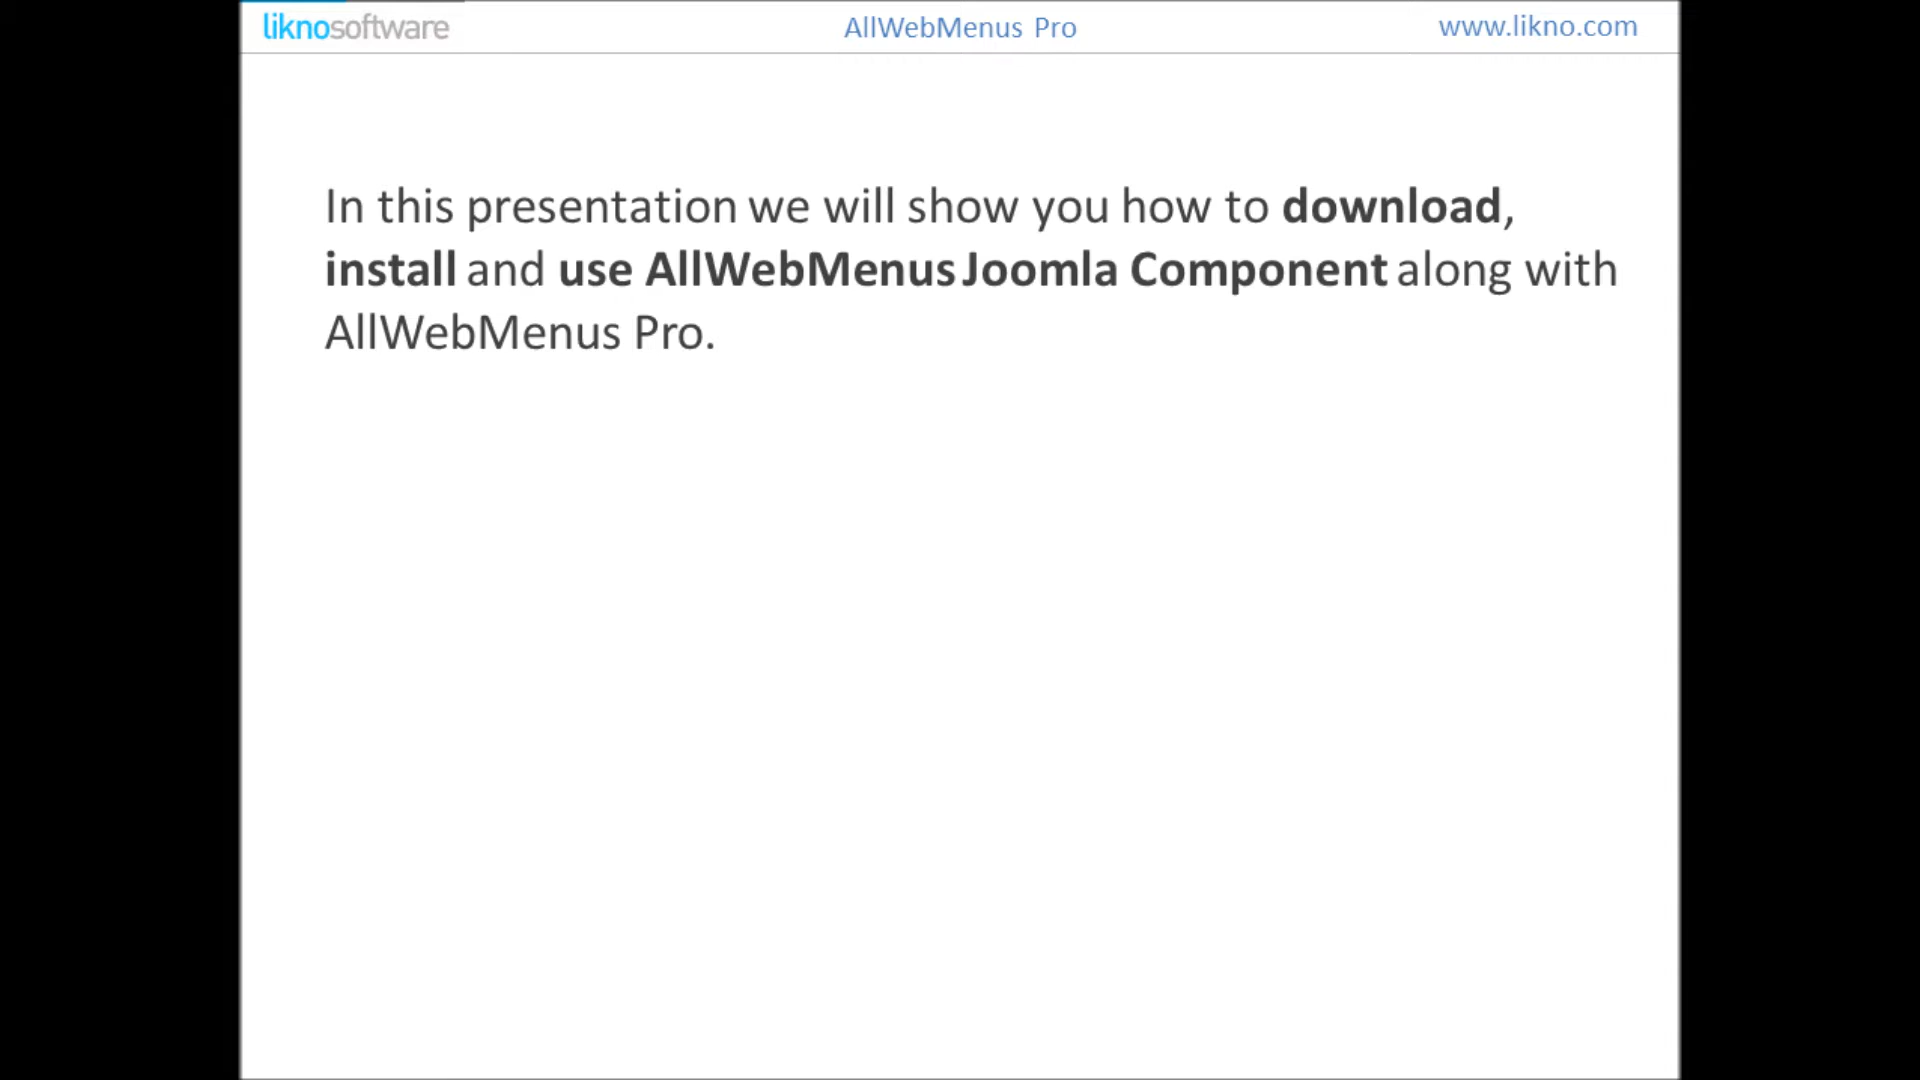 liknosoftware
AllWebMenus Pro
www.likno.com
In this presentation we will show you how to download,
install and use AllWebMenus Joomla Component along with
AllWebMenus Pro.